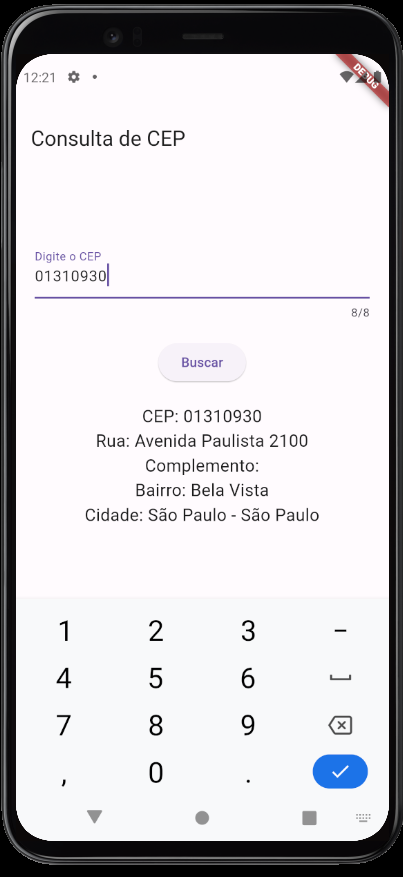 12:21
DEBUG
Consulta de CEP
Digite o CEP
01310930
8/8
Buscar
CEP: 01310930
Rua: Avenida Paulista 2100
Complemento:
Bairro: Bela Vista
Cidade: São Paulo - São Paulo
1 2 3 –
4 5 6
7 8 9
, 0 .